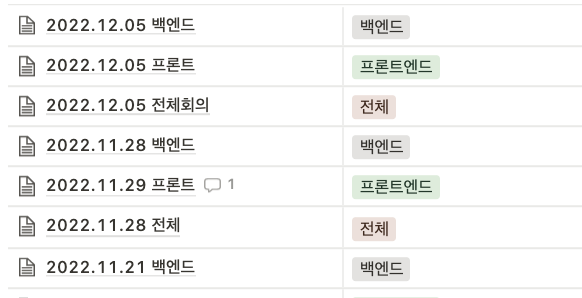 2022.12.05 백엔드 백엔드
2022.12.05 프론트 프론트엔드
2022.12.05 전체회의 전체
2022.11.28 백엔드 백엔드
2022.11.29 프론트 1 프론트엔드
2022.11.28 전체 전체
2022.11.21 백엔드 백엔드